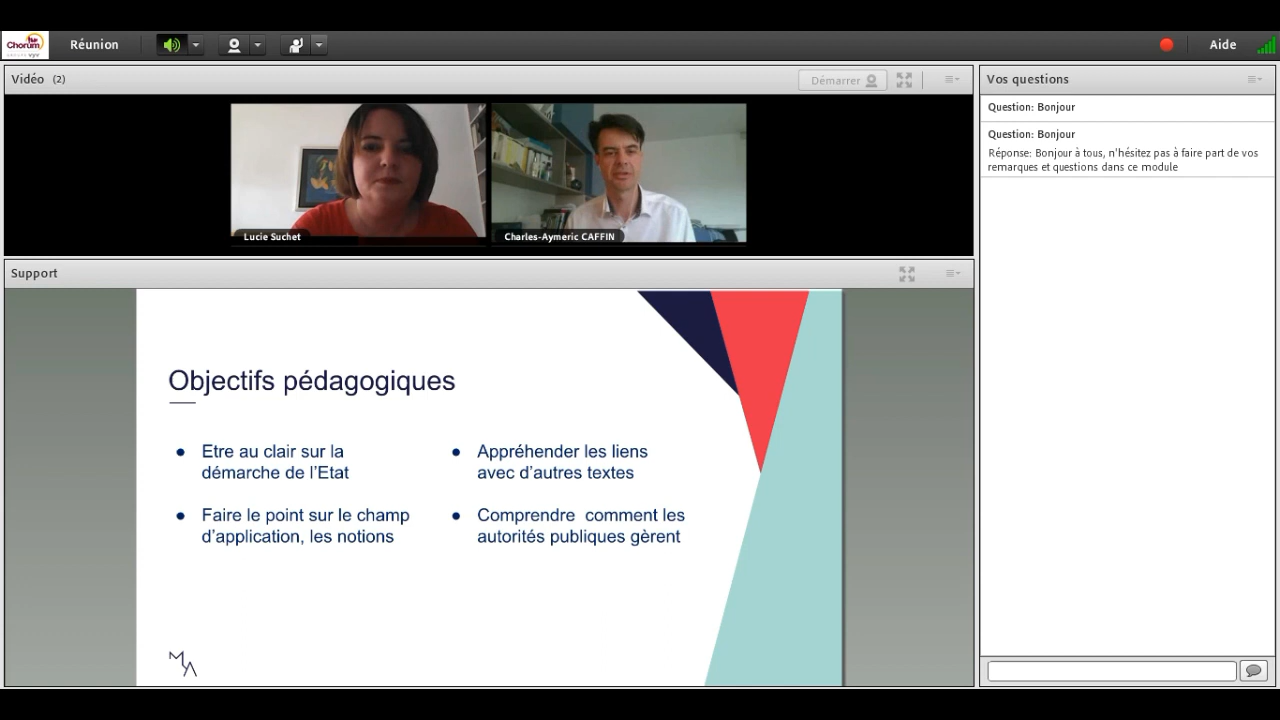 Chorum
GROUPE vyv
Réunion
Aide
Vidéo (2)
Démarrer
Lucie Suchet
Charles-Aymeric CAFFIN
Vos questions
Question: Bonjour
Question: Bonjour
Réponse: Bonjour à tous, n'hésitez pas à faire part de vos
remarques et questions dans ce module
Support
Objectifs pédagogiques
● Etre au clair sur la
démarche de l'Etat
● Faire le point sur le champ
d'application, les notions
● Appréhender les liens
avec d'autres textes
● Comprendre comment les
autorités publiques gèrent
MA